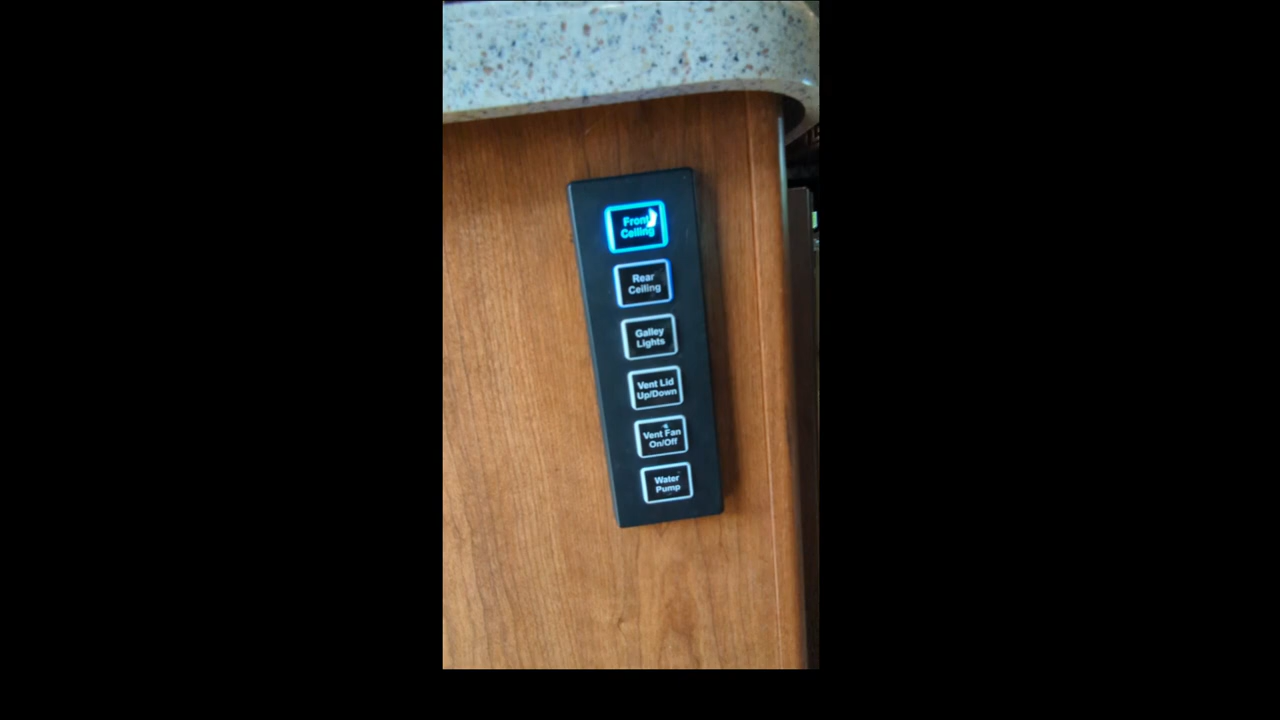 Front
Ceiling
Rear
Ceiling
Galley
Lights
Vent Lid
Up/Down
Vent Fan
On/Off
Water
Pump